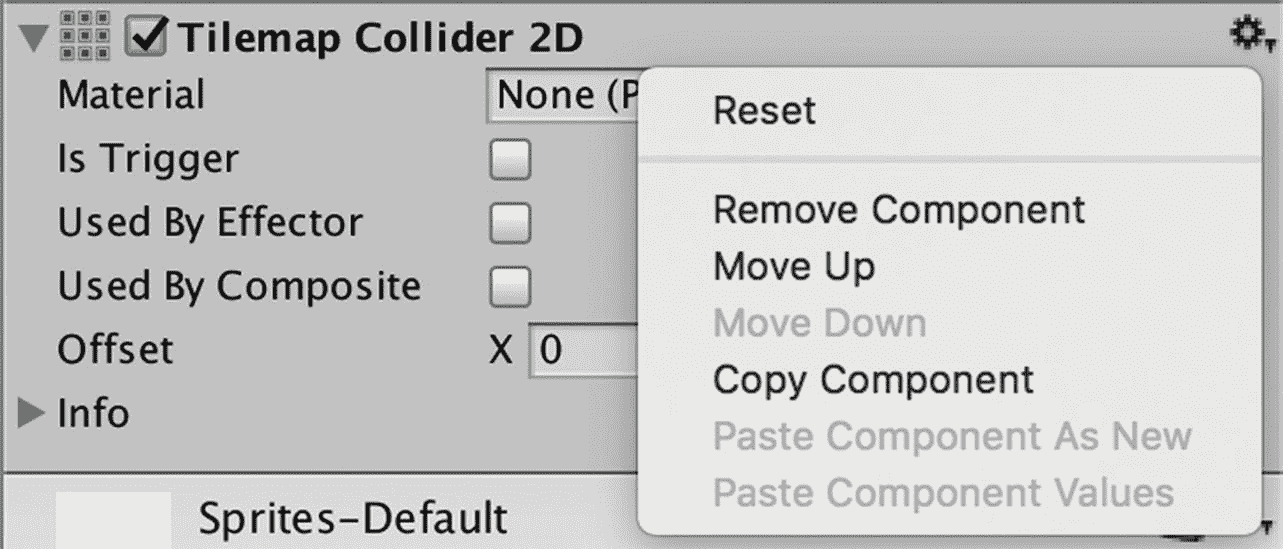 Tilemap Collider 2D
Material None (P
Is Trigger
Used By Effector
Used By Composite
Offset X 0
Info
Sprites-Default
Reset
Remove Component
Move Up
Move Down
Copy Component
Paste Component As New
Paste Component Values